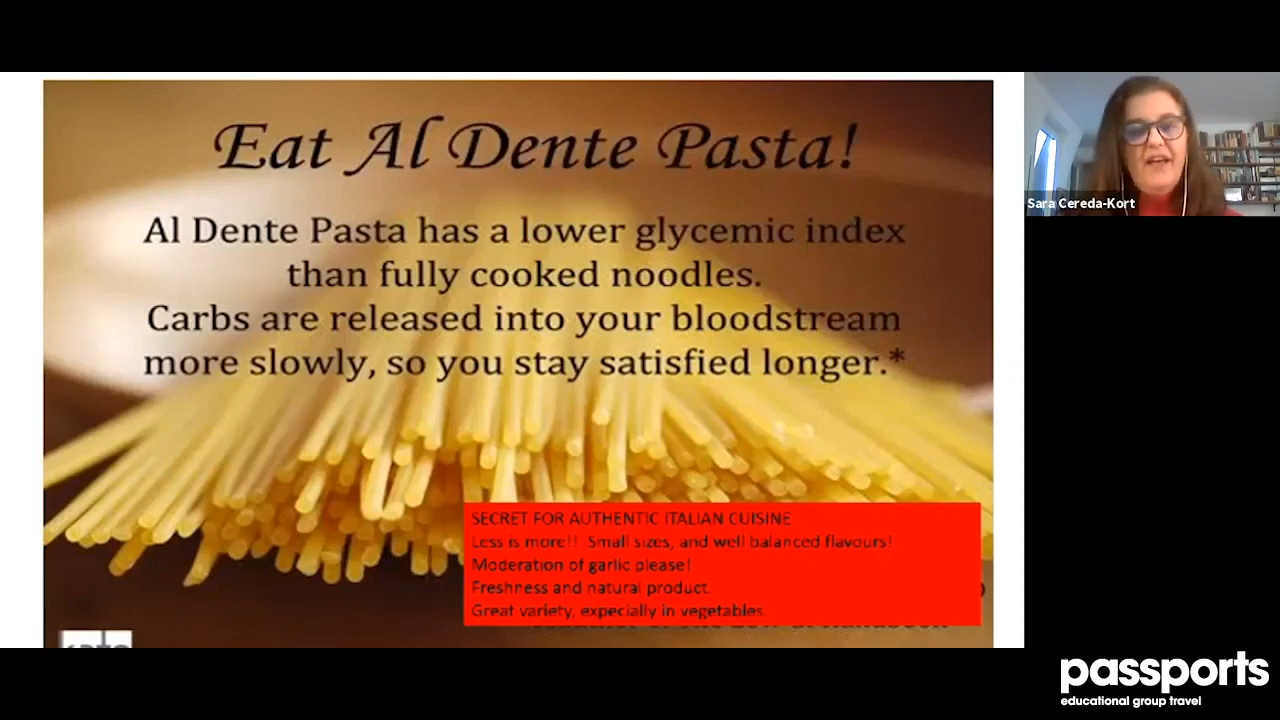 Eat Al Dente Pasta!
Al Dente Pasta has a lower glycemic index
than fully cooked noodles.
Carbs are released into your bloodstream
more slowly, so you stay satisfied longer.*
SECRET FOR AUTHENTIC ITALIAN CUISINE
Less is more!! Small sizes, and well balanced flavours!
Moderation of garlic please!
Freshness and natural product.
Great variety, expecially in vegetables.
Sara Cereda-Kort
passports
educational group travel